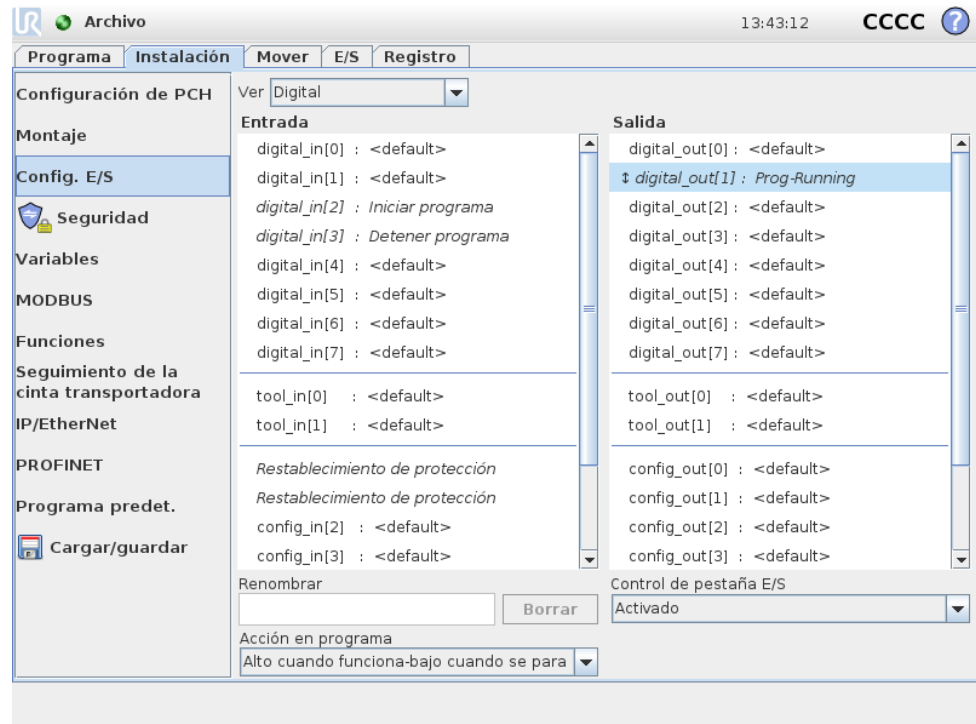 UR Archivo 13:43:12 CCCC ?
Programa Instalación Mover E/S Registro
Configuración de PCH
Montaje
Config. E/S
Seguridad
Variables
MODBUS
Funciones
Seguimiento de la
cinta transportadora
IP/EtherNet
PROFINET
Programa predet.
Cargar/guardar
Ver Digital
Entrada
digital_in[0] : <default>
digital_in[1] : <default>
digital_in[2] : Iniciar programa
digital_in[3] : Detener programa
digital_in[4] : <default>
digital_in[5] : <default>
digital_in[6] : <default>
digital_in[7] : <default>
tool_in[0] : <default>
tool_in[1] : <default>
Restablecimiento de protección
Restablecimiento de protección
config_in[2] : <default>
config_in[3] : <default>
Renombrar
Borrar
Acción en programa
Alto cuando funciona-bajo cuando se para
Salida
digital_out[0] : <default>
↕ digital_out[1] : Prog-Running
digital_out[2] : <default>
digital_out[3] : <default>
digital_out[4] : <default>
digital_out[5] : <default>
digital_out[6] : <default>
digital_out[7] : <default>
tool_out[0] : <default>
tool_out[1] : <default>
config_out[0] : <default>
config_out[1] : <default>
config_out[2] : <default>
config_out[3] : <default>
Control de pestaña E/S
Activado